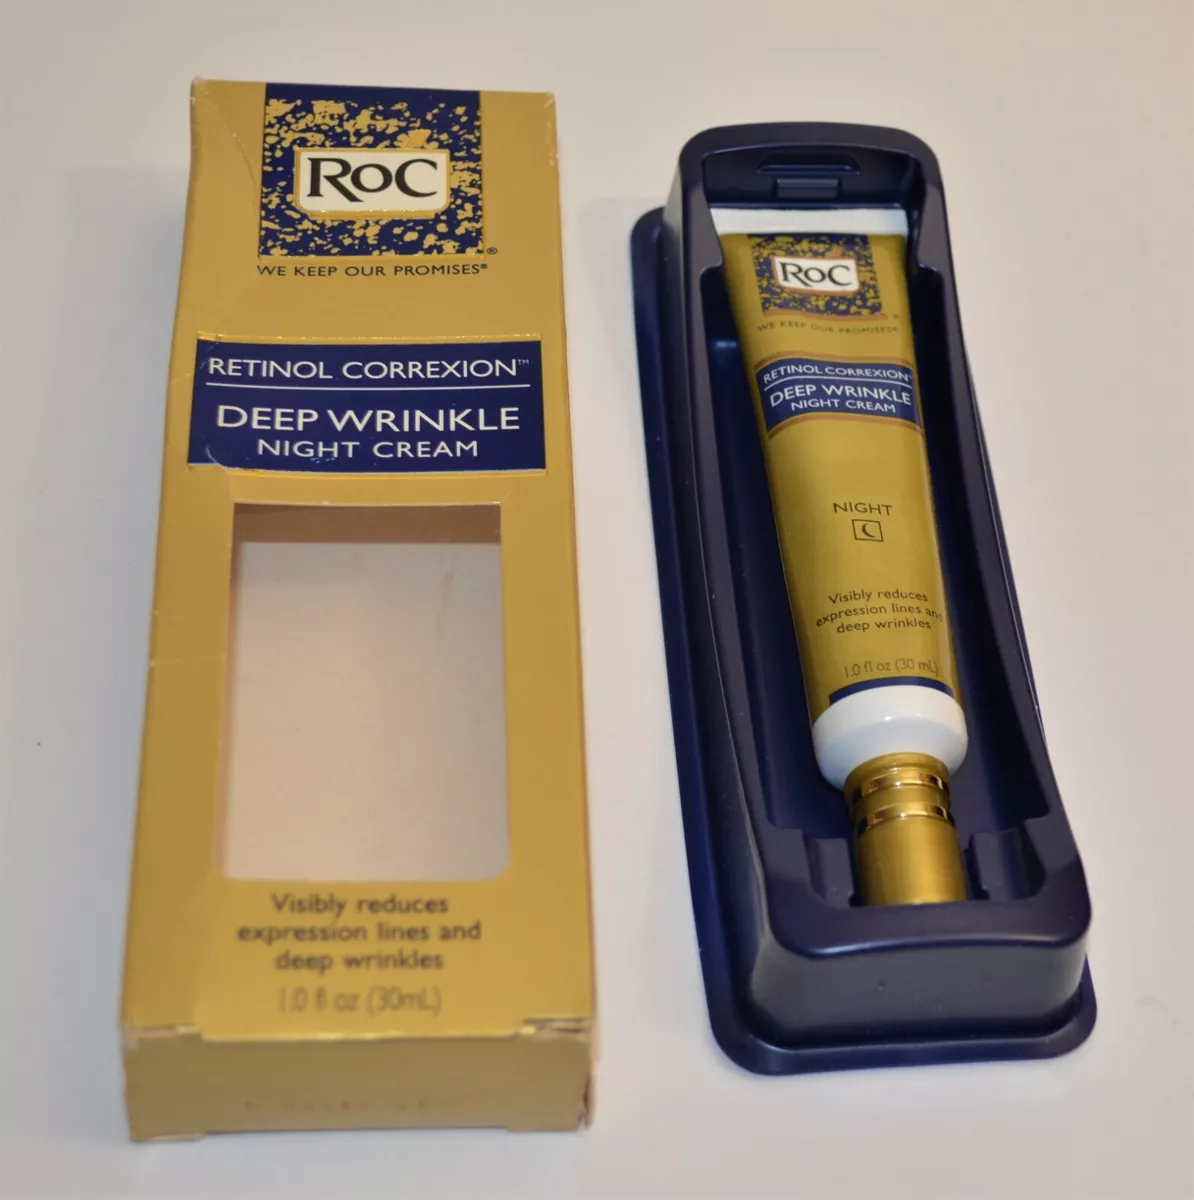 RoC
®
WE KEEP OUR PROMISES®
RETINOL CORREXION™
DEEP WRINKLE
NIGHT CREAM
Visibly reduces
expression lines and
deep wrinkles
1.0 fl oz (30mL)
RoC
®
WE KEEP OUR PROMISES®
RETINOL CORREXION™
DEEP WRINKLE
NIGHT CREAM
NIGHT
Visibly reduces
expression lines and
deep wrinkles
1.0 fl oz (30 mL)